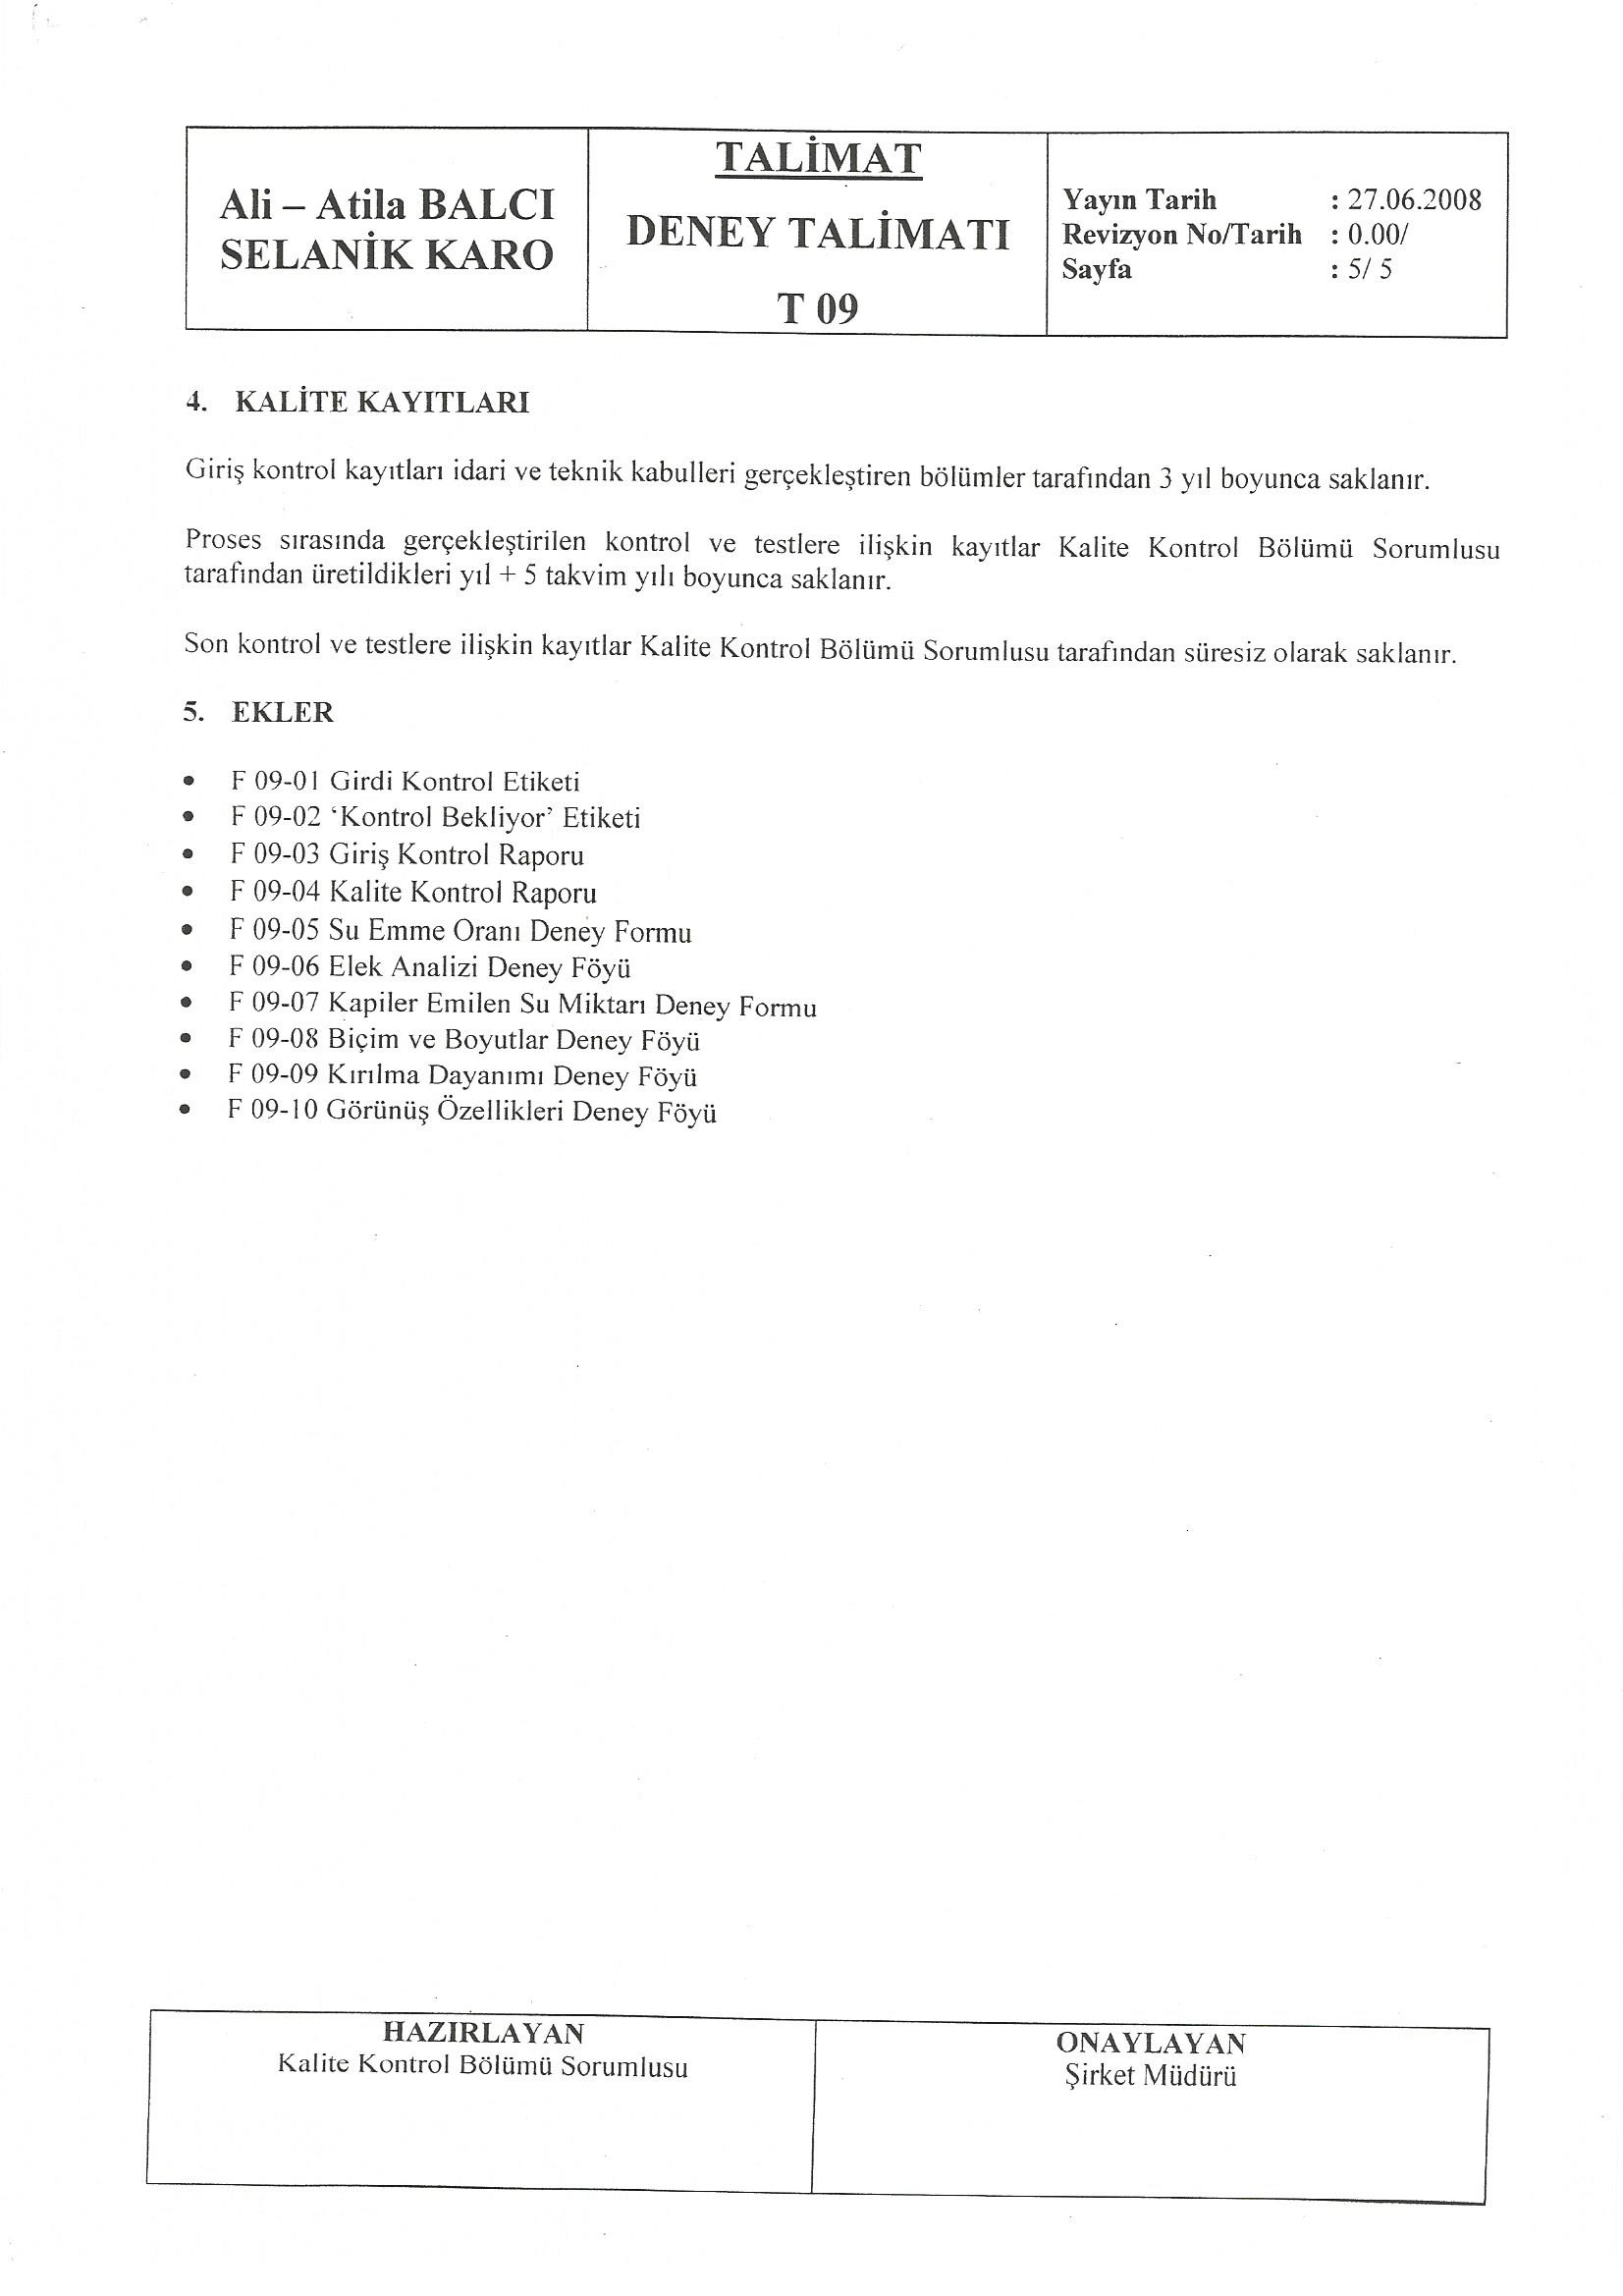 Ali – Atila BALCI
SELANİK KARO
TALİMAT
DENEY TALİMATI
T 09
Yayın Tarih : 27.06.2008
Revizyon No/Tarih : 0.00/
Sayfa : 5/ 5
4. KALİTE KAYITLARI
Giriş kontrol kayıtları idari ve teknik kabulleri gerçekleştiren bölümler tarafından 3 yıl boyunca saklanır.
Proses sırasında gerçekleştirilen kontrol ve testlere ilişkin kayıtlar Kalite Kontrol Bölümü Sorumlusu
tarafından üretildikleri yıl + 5 takvim yılı boyunca saklanır.
Son kontrol ve testlere ilişkin kayıtlar Kalite Kontrol Bölümü Sorumlusu tarafından süresiz olarak saklanır.
5. EKLER
• F 09-01 Girdi Kontrol Etiketi
• F 09-02 ‘Kontrol Bekliyor’ Etiketi
• F 09-03 Giriş Kontrol Raporu
• F 09-04 Kalite Kontrol Raporu
• F 09-05 Su Emme Oranı Deney Formu
• F 09-06 Elek Analizi Deney Föyü
• F 09-07 Kapiler Emilen Su Miktarı Deney Formu
• F 09-08 Biçim ve Boyutlar Deney Föyü
• F 09-09 Kırılma Dayanımı Deney Föyü
• F 09-10 Görünüş Özellikleri Deney Föyü
HAZIRLAYAN
Kalite Kontrol Bölümü Sorumlusu
ONAYLAYAN
Şirket Müdürü